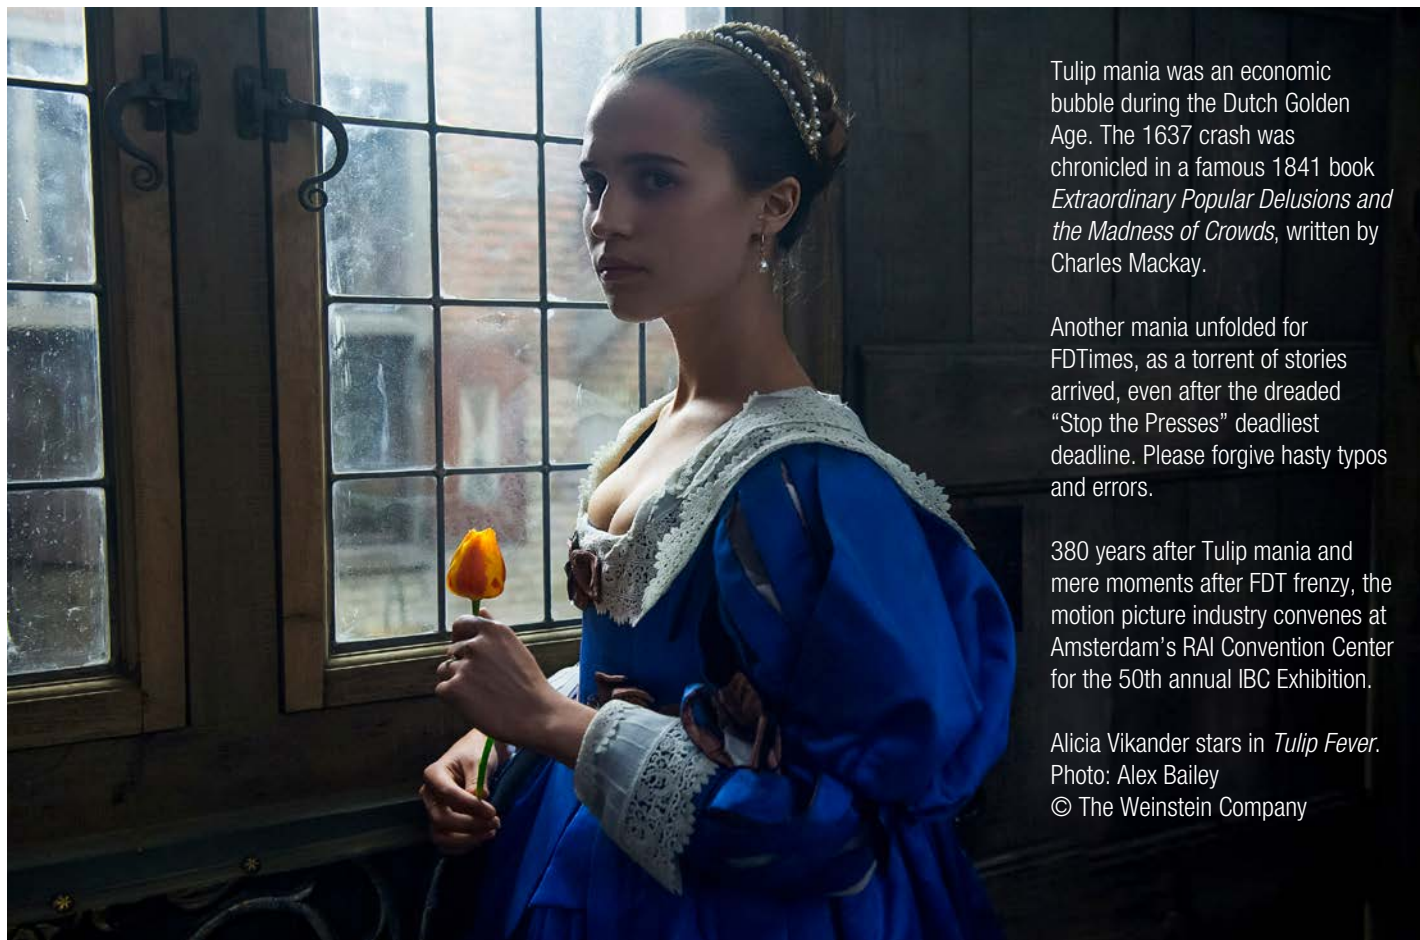 Tulip mania was an economic
bubble during the Dutch Golden
Age. The 1637 crash was
chronicled in a famous 1841 book
Extraordinary Popular Delusions and
the Madness of Crowds, written by
Charles Mackay.
Another mania unfolded for
FDTimes, as a torrent of stories
arrived, even after the dreaded
“Stop the Presses” deadliest
deadline. Please forgive hasty typos
and errors.
380 years after Tulip mania and
mere moments after FDT frenzy, the
motion picture industry convenes at
Amsterdam’s RAI Convention Center
for the 50th annual IBC Exhibition.
Alicia Vikander stars in Tulip Fever.
Photo: Alex Bailey
© The Weinstein Company